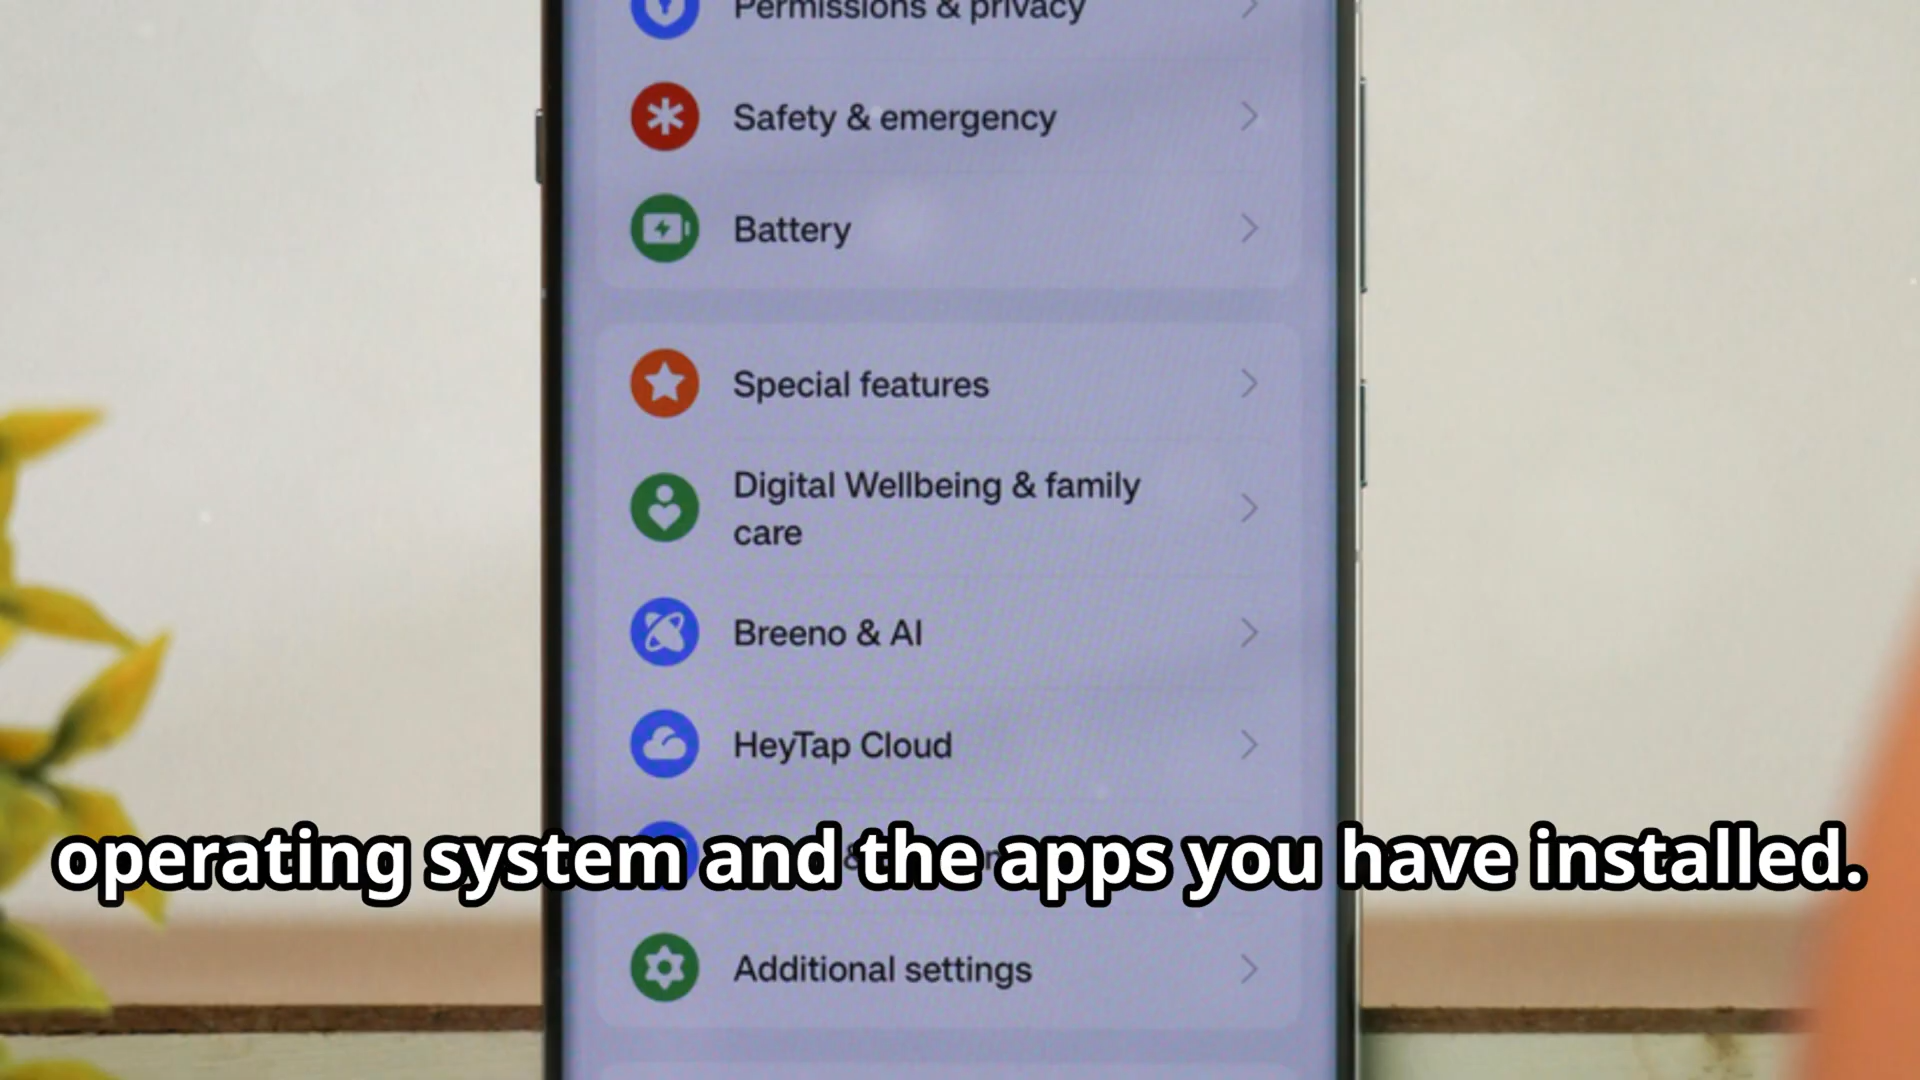 Permissions & privacy
Safety & emergency
Battery
Special features
Digital Wellbeing & family
care
Breeno & AI
HeyTap Cloud
operating system and the apps you have installed.
Additional settings